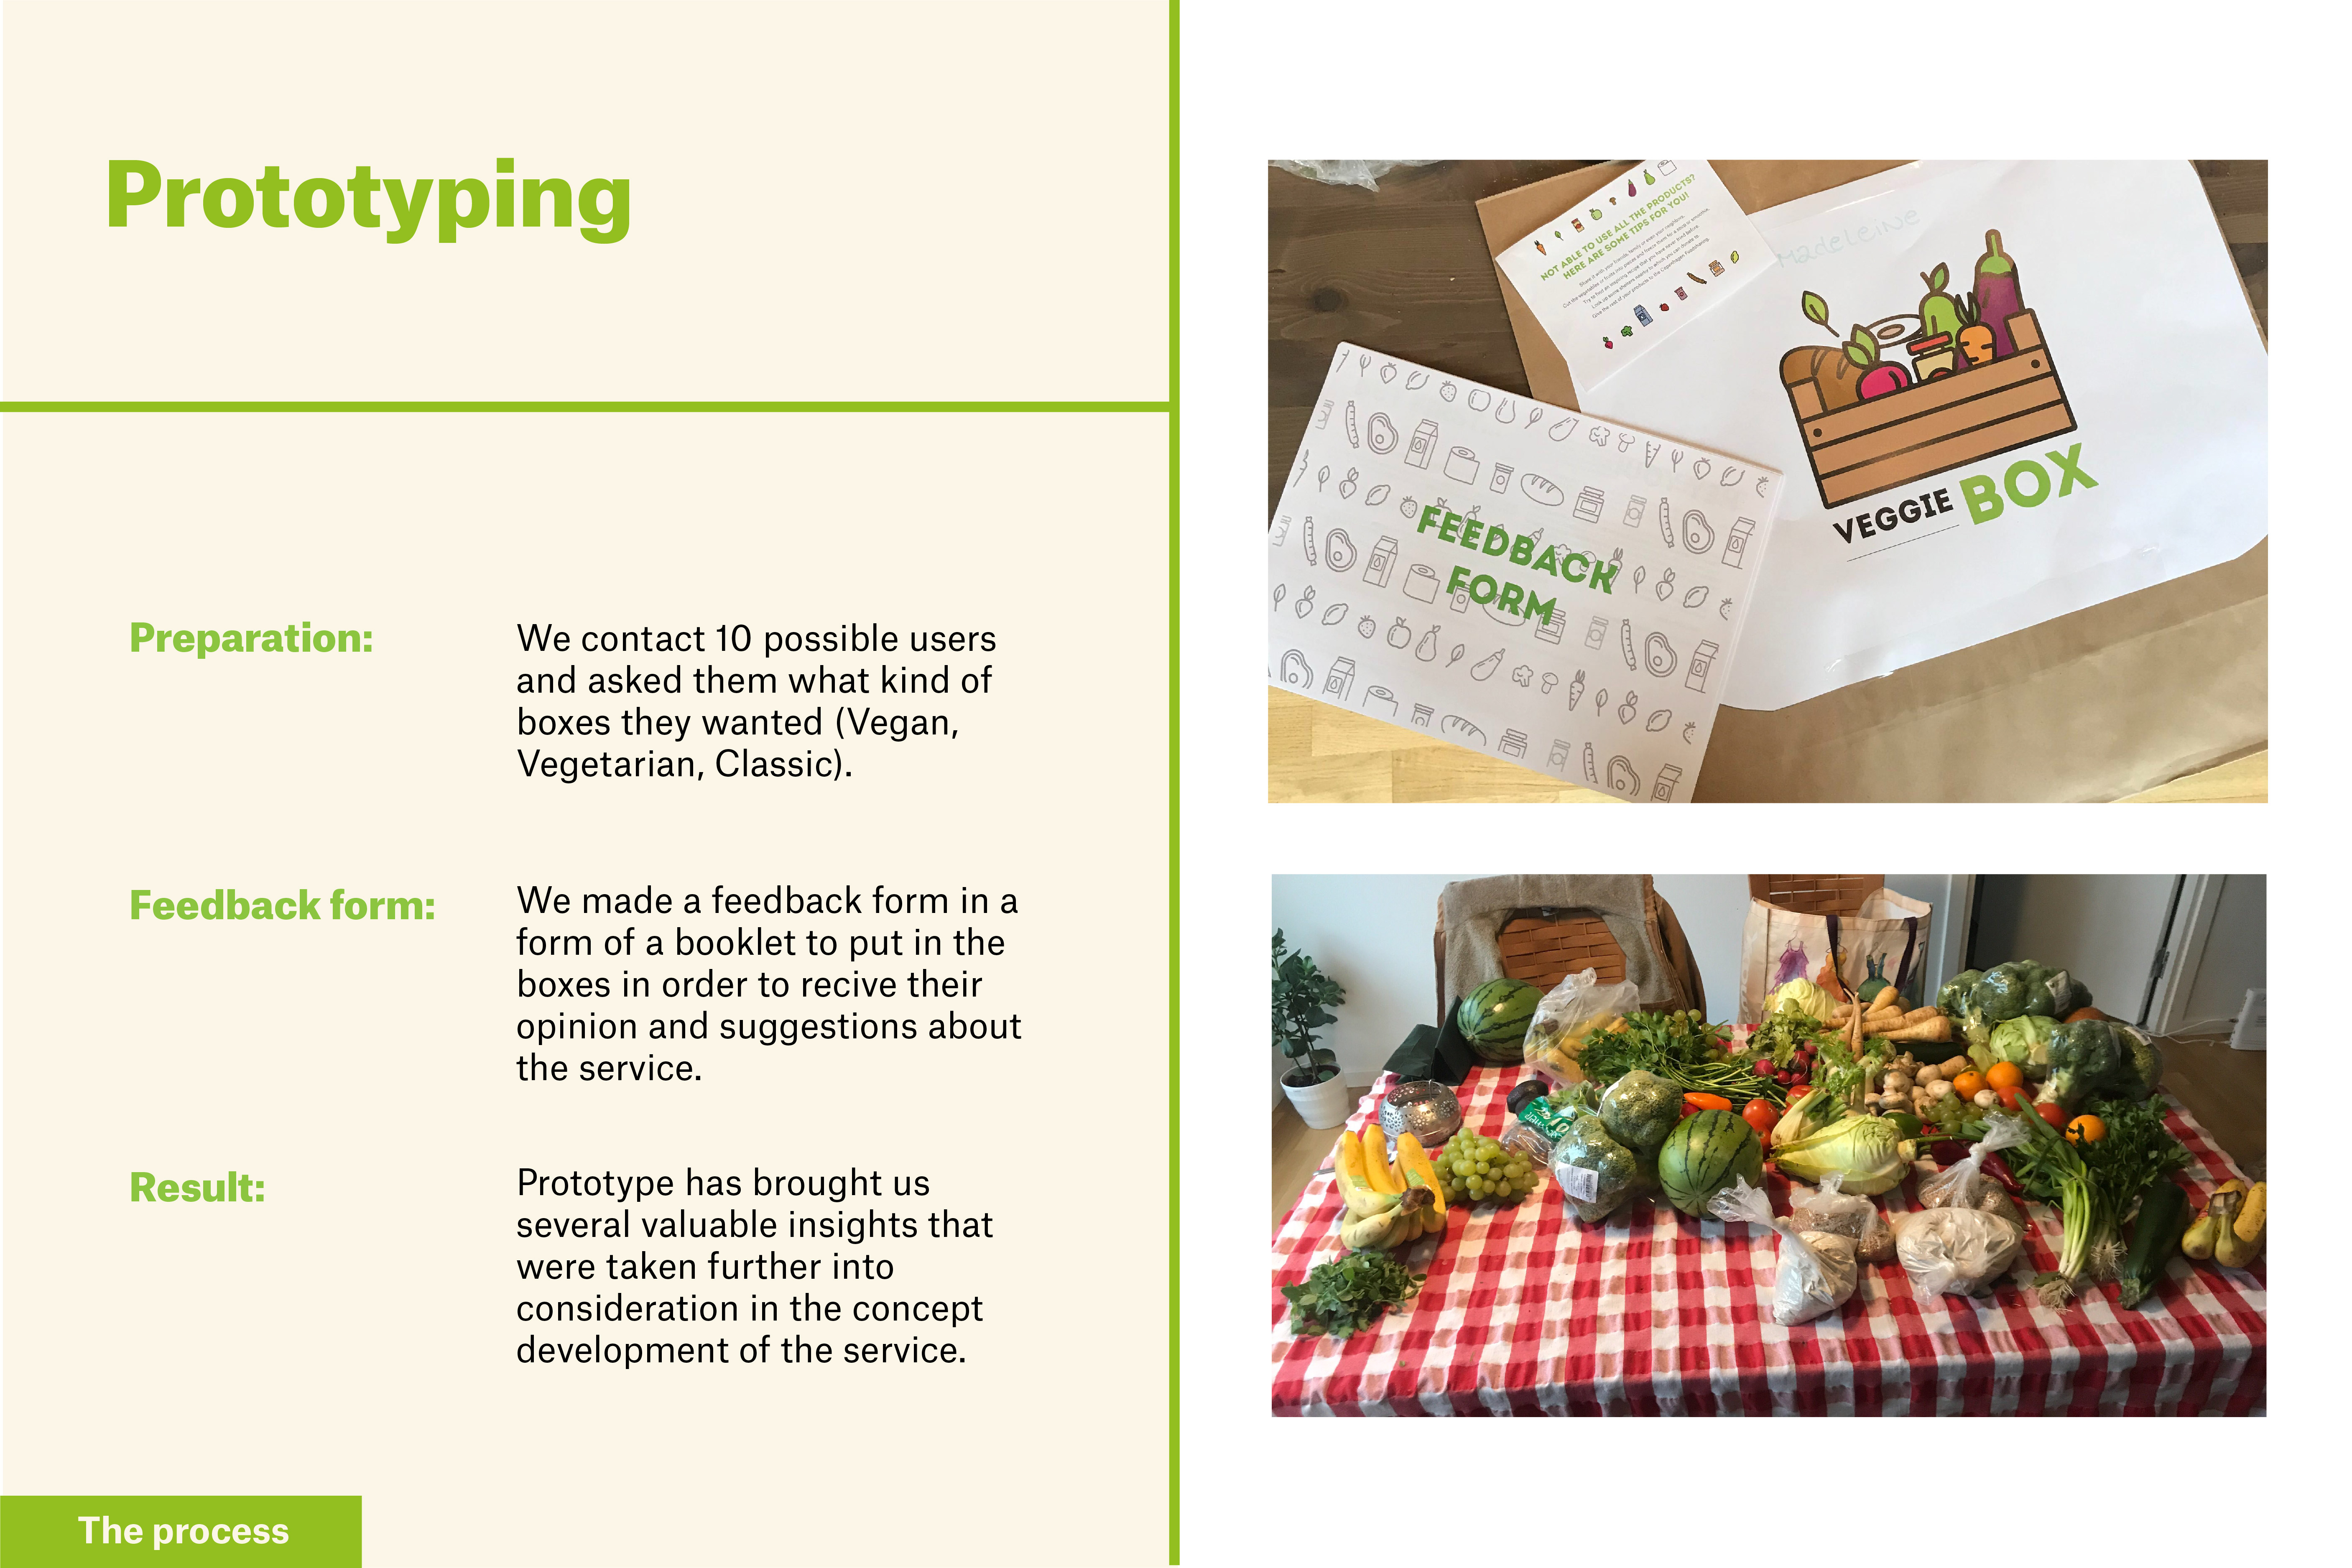 Prototyping
Preparation:
We contact 10 possible users
and asked them what kind of
boxes they wanted (Vegan,
Vegetarian, Classic).
Feedback form:
We made a feedback form in a
form of a booklet to put in the
boxes in order to recive their
opinion and suggestions about
the service.
Result:
Prototype has brought us
several valuable insights that
were taken further into
consideration in the concept
development of the service.
The process
NOT ABLE TO USE ALL THE PRODUCTS?
HERE ARE SOME TIPS FOR YOU!
Madeleine
VEGGIE BOX
FEEDBACK
FORM